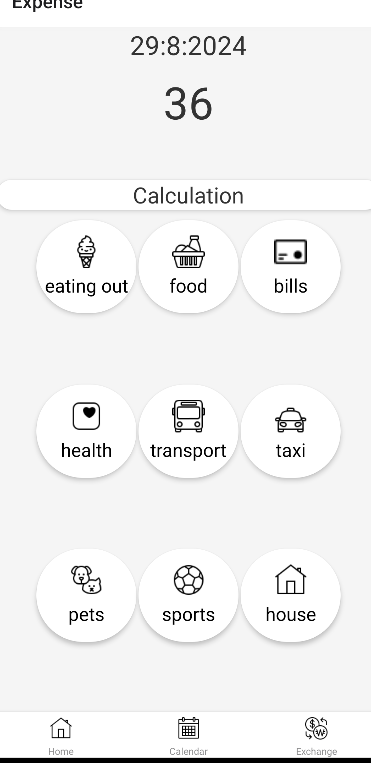 Expense
29:8:2024
36
Calculation
eating out food bills
health transport taxi
pets sports house
Home Calendar Exchange